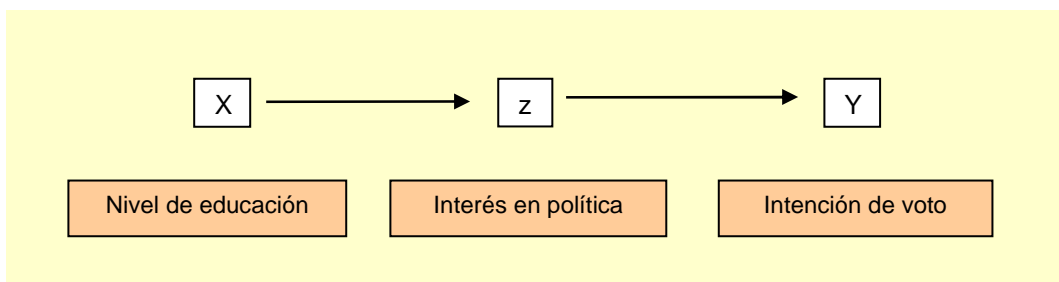 X z Y
Nivel de educación Interés en política Intención de voto